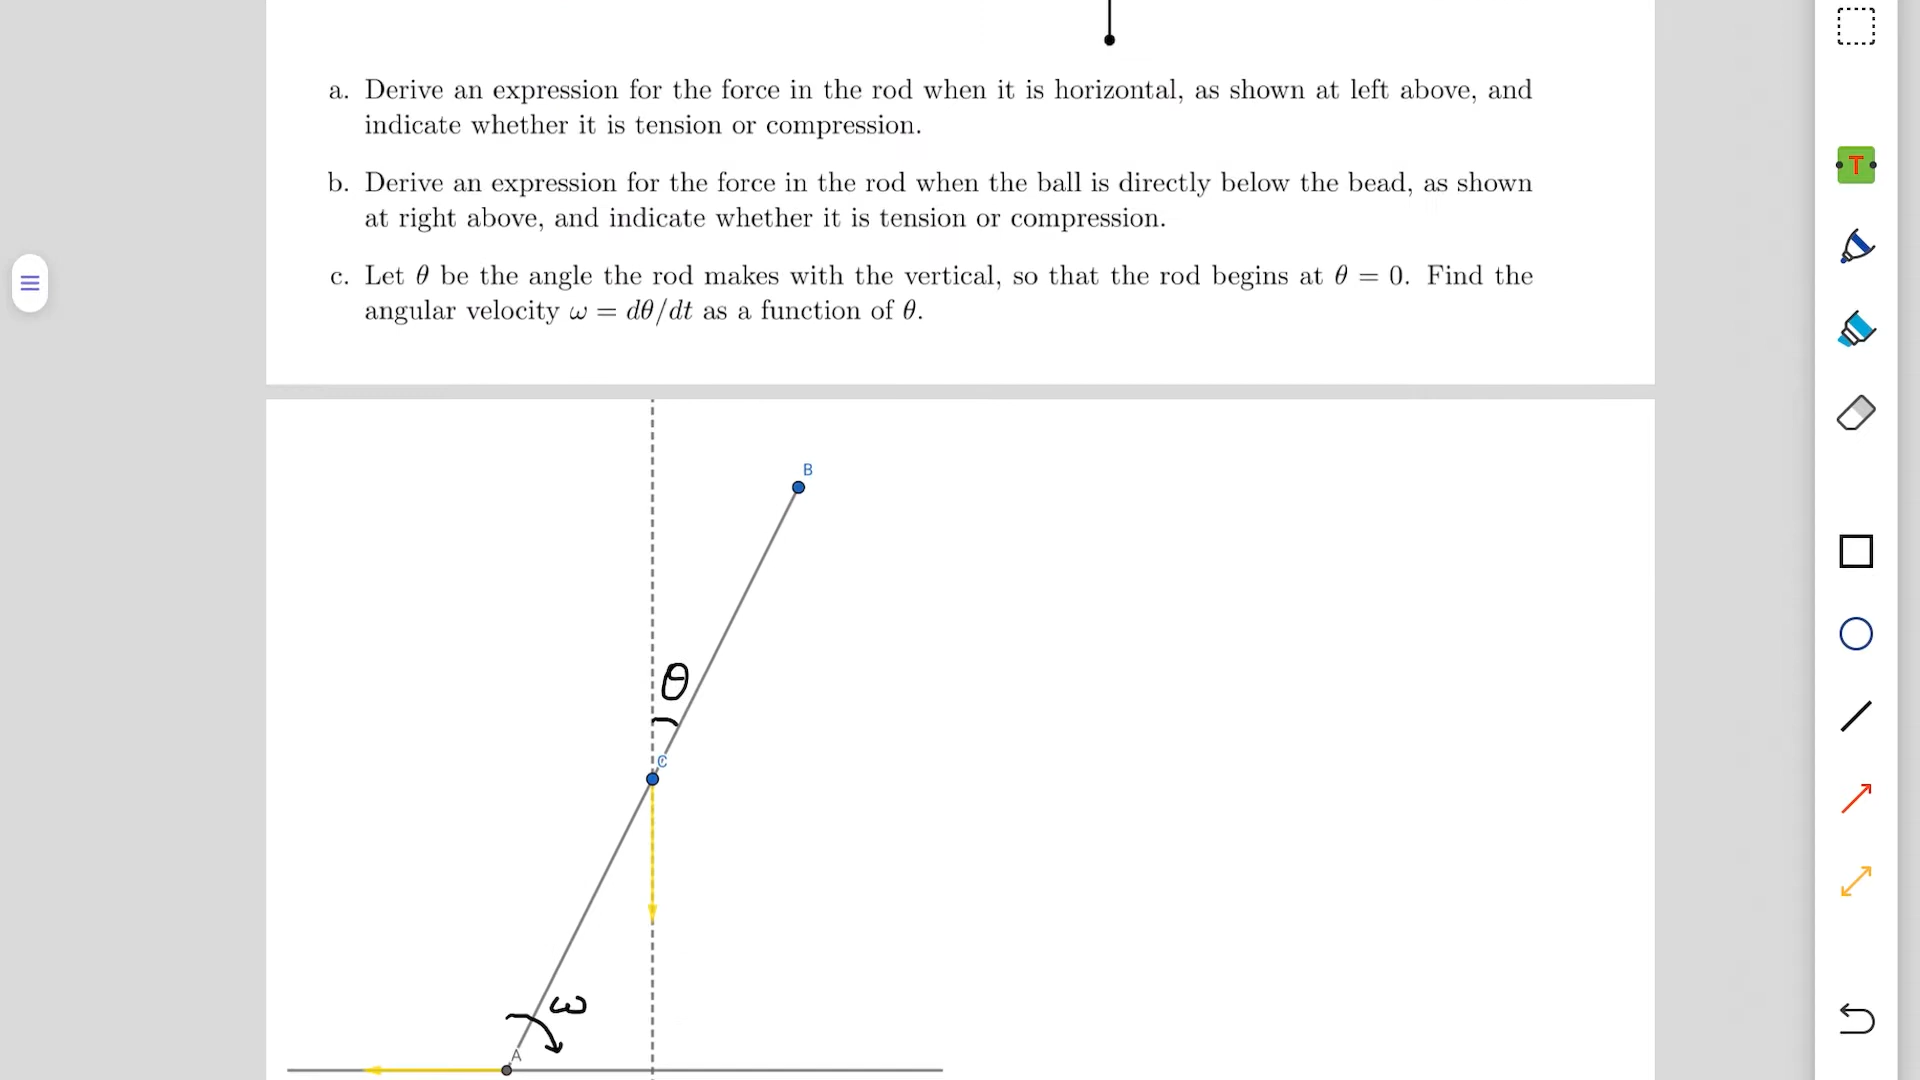 a. Derive an expression for the force in the rod when it is horizontal, as shown at left above, and
indicate whether it is tension or compression.
b. Derive an expression for the force in the rod when the ball is directly below the bead, as shown
at right above, and indicate whether it is tension or compression.
c. Let θ be the angle the rod makes with the vertical, so that the rod begins at θ = 0. Find the
angular velocity ω = dθ/dt as a function of θ.
B
θ
C
ω
A
T